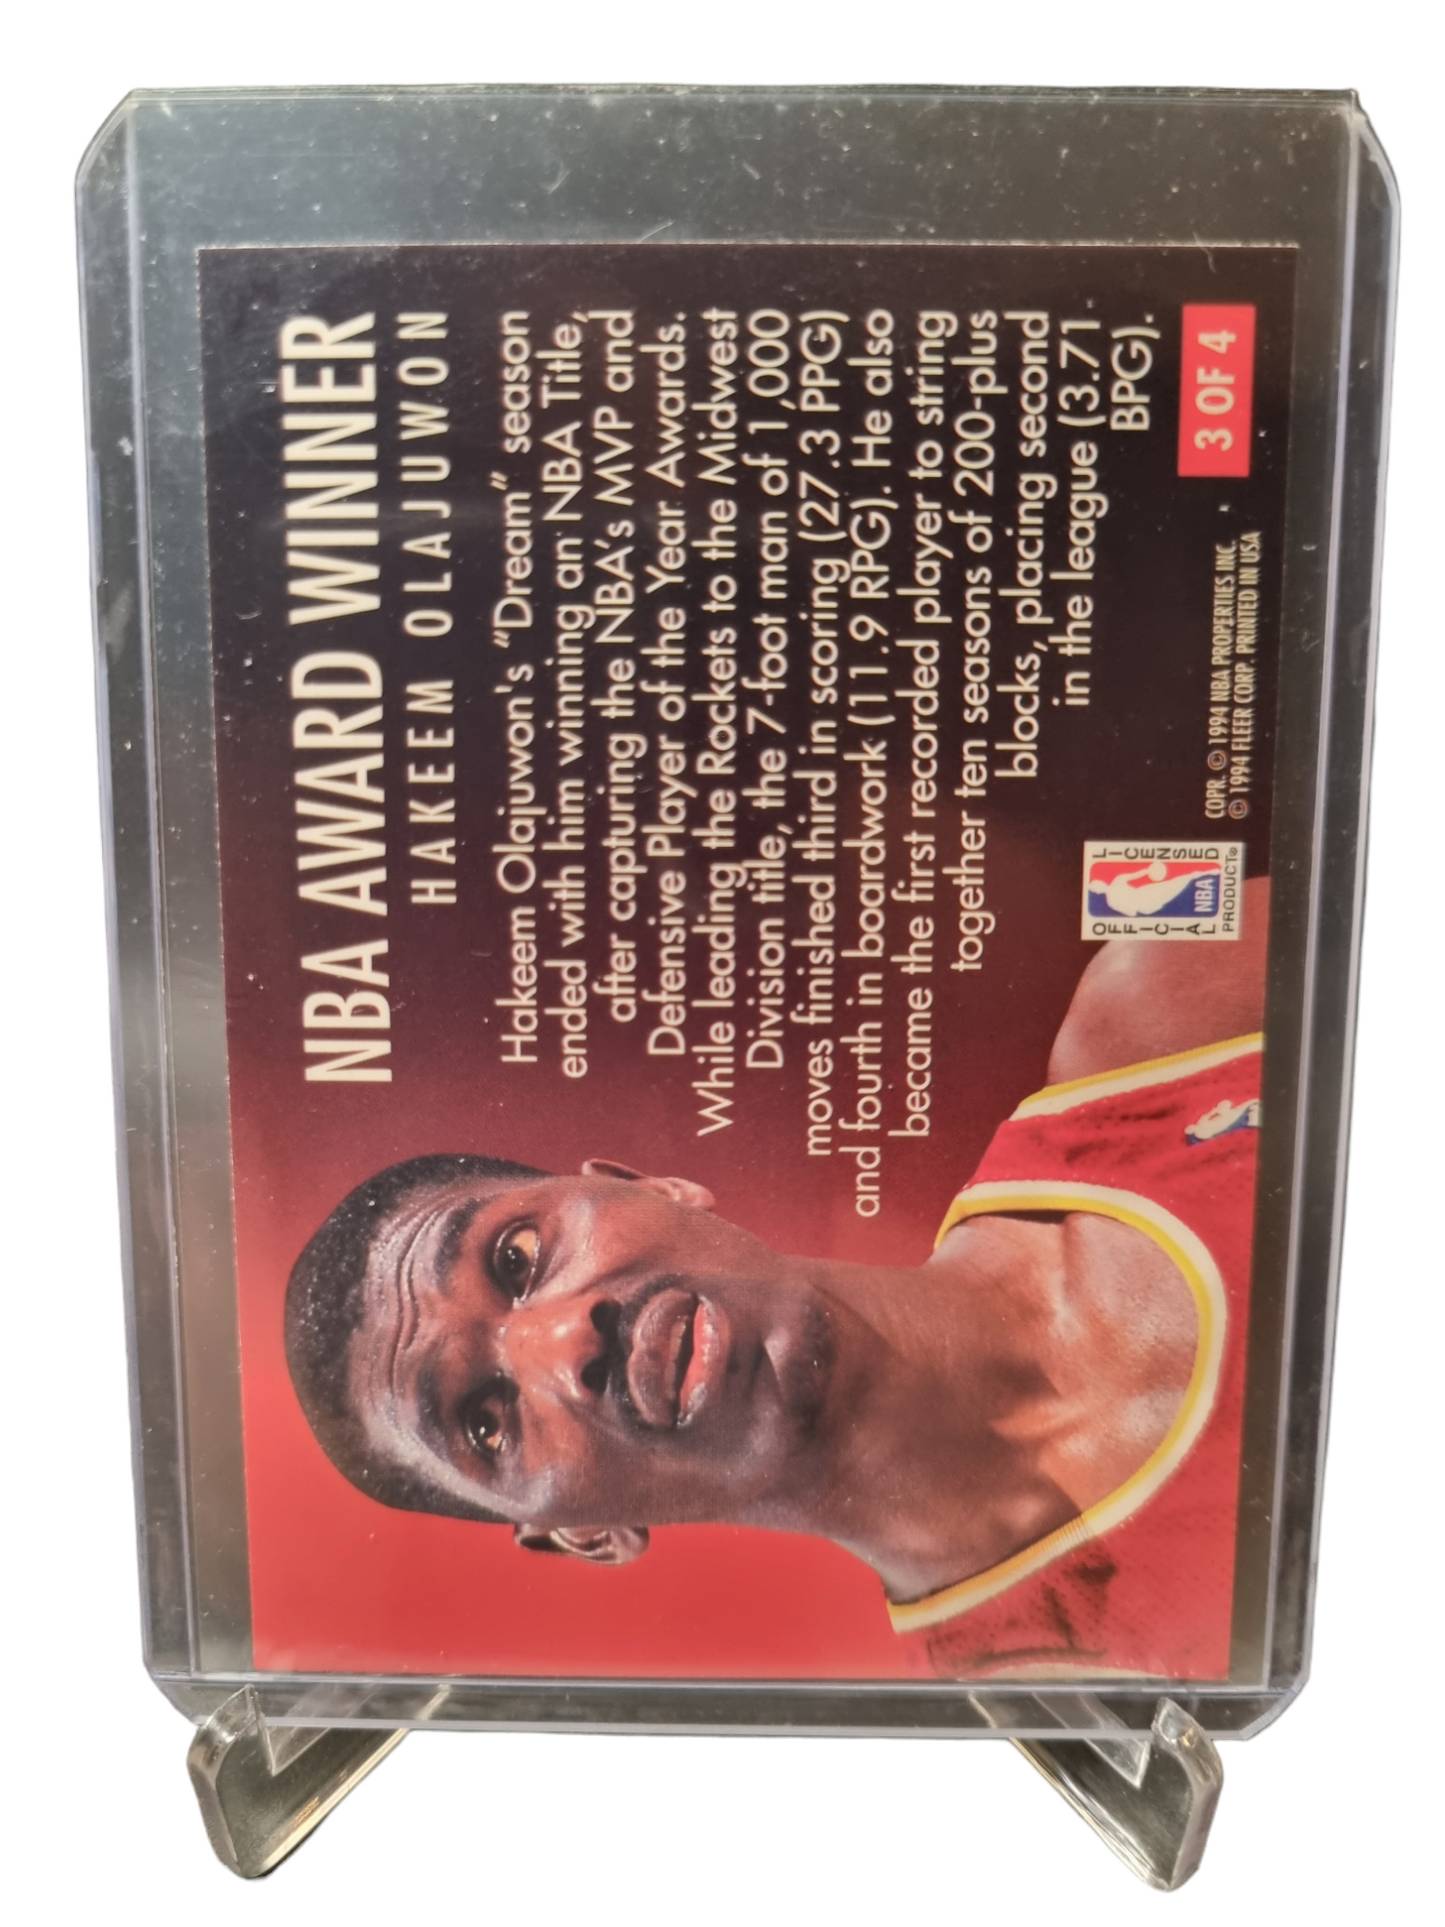 NBA AWARD WINNER
HAKEEM OLAJUWON
Hakeem Olajuwon's "Dream" season
ended with him winning an NBA Title,
after capturing the NBA's MVP and
Defensive Player of the Year Awards.
While leading the Rockets to the Midwest
Division title, the 7-foot man of 1,000
moves finished third in scoring (27.3 PPG)
and fourth in boardwork (11.9 RPG). He also
became the first recorded player to string
together ten seasons of 200-plus
blocks, placing second
in the league (3.71
BPG).
OFFICIAL LICENSED
NBA
PRODUCT®
COPR. © 1994 NBA PROPERTIES INC.
© 1994 FLEER CORP. PRINTED IN USA
3 OF 4